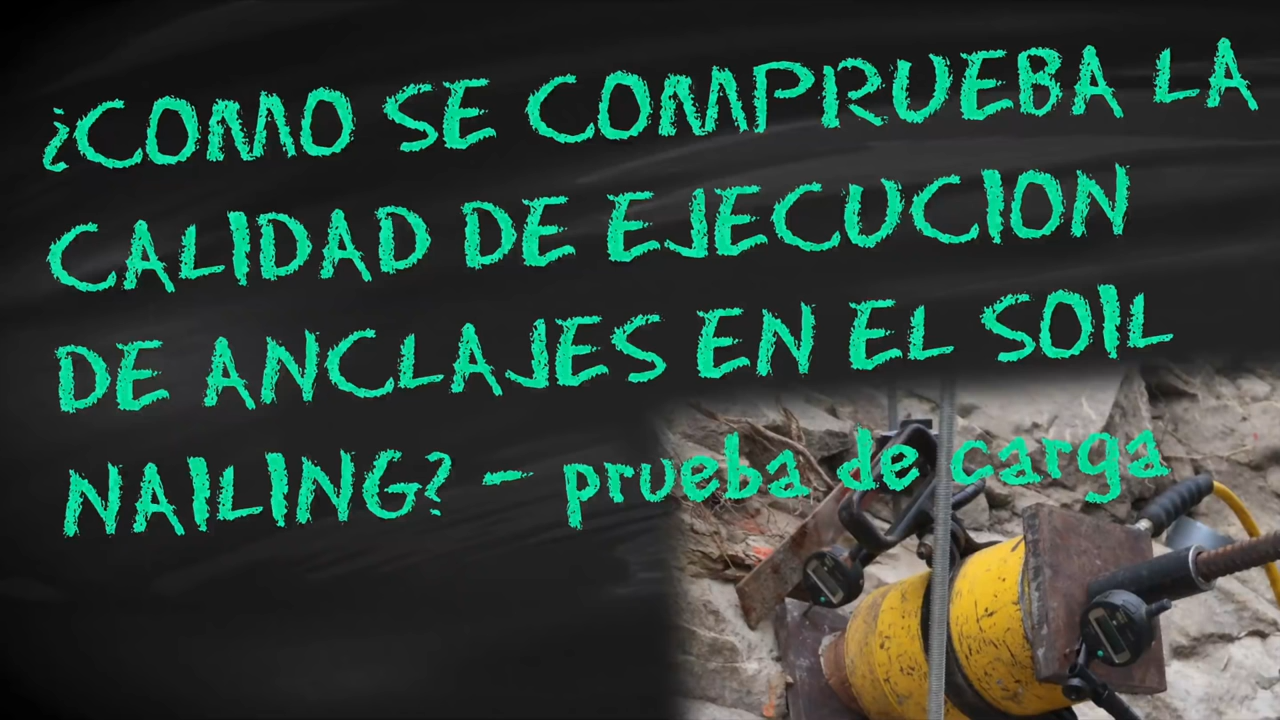 ¿COMO SE COMPRUEBA LA
CALIDAD DE EJECUCION
DE ANCLAJES EN EL SOIL
NAILING? - prueba de carga